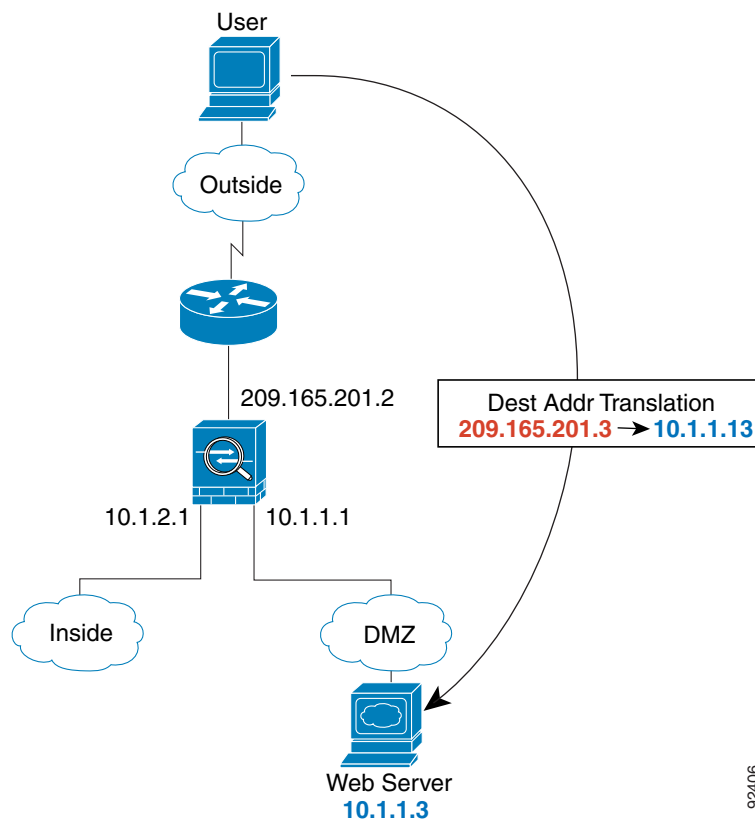 User
Outside
209.165.201.2
Dest Addr Translation
209.165.201.3 10.1.1.13
10.1.2.1 10.1.1.1
Inside
DMZ
Web Server
10.1.1.3
92406